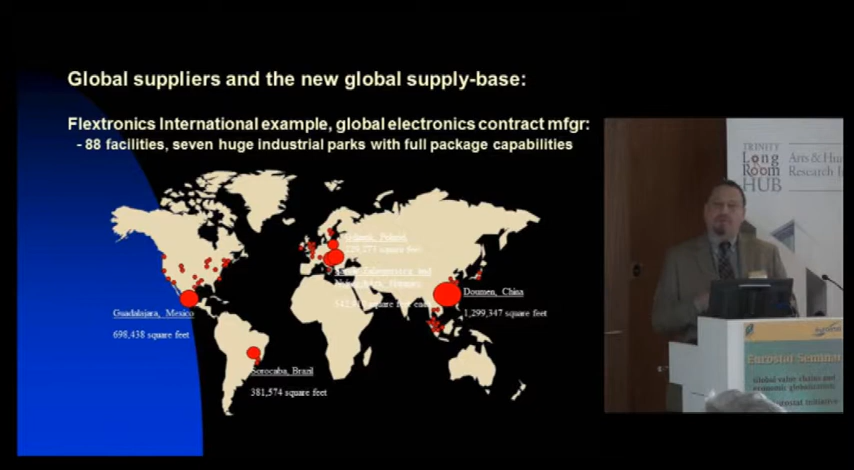 Global suppliers and the new global supply-base:
Flextronics International example, global electronics contract mfgr:
- 88 facilities, seven huge industrial parks with full package capabilities
Gdansk, Poland
Doumen, China
1,299,347 square feet
Guadalajara, Mexico
698,438 square feet
Sorocaba, Brazil
381,574 square feet
TRINITY
Long
Room
HUB
Arts & Hu
Research I
Eurostat Seminar
Global value chains and
economic globalization